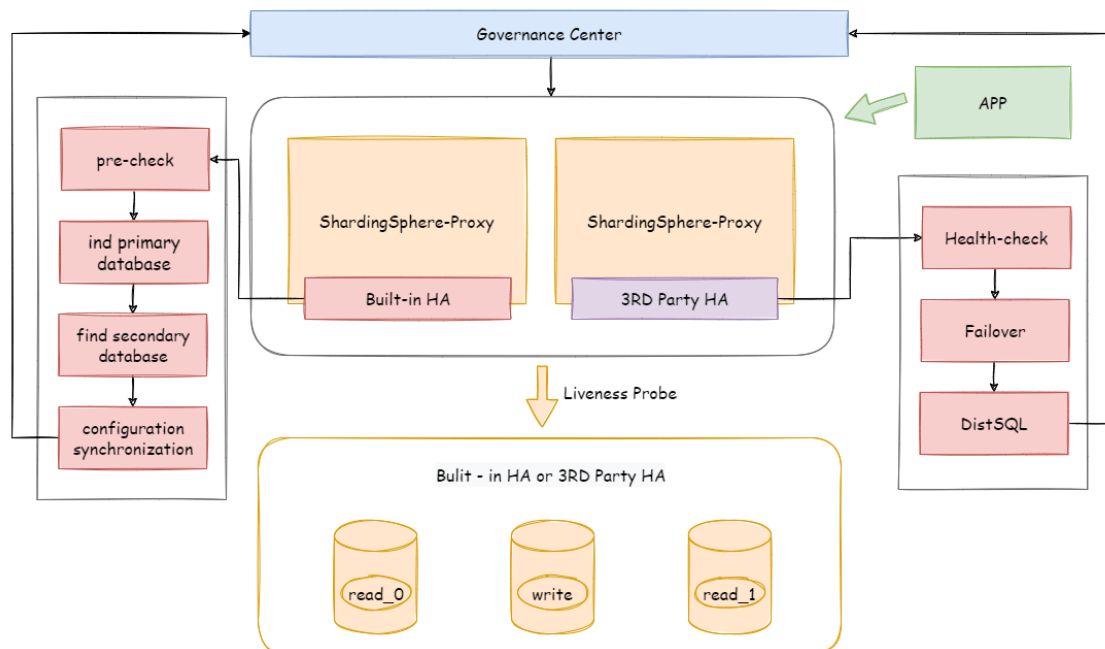 Governance Center
APP
pre-check
ind primary
database
find secondary
database
configuration
synchronization
ShardingSphere-Proxy
Built-in HA
ShardingSphere-Proxy
3RD Party HA
Health-check
Failover
DistSQL
Liveness Probe
Bulit - in HA or 3RD Party HA
read_0
write
read_1